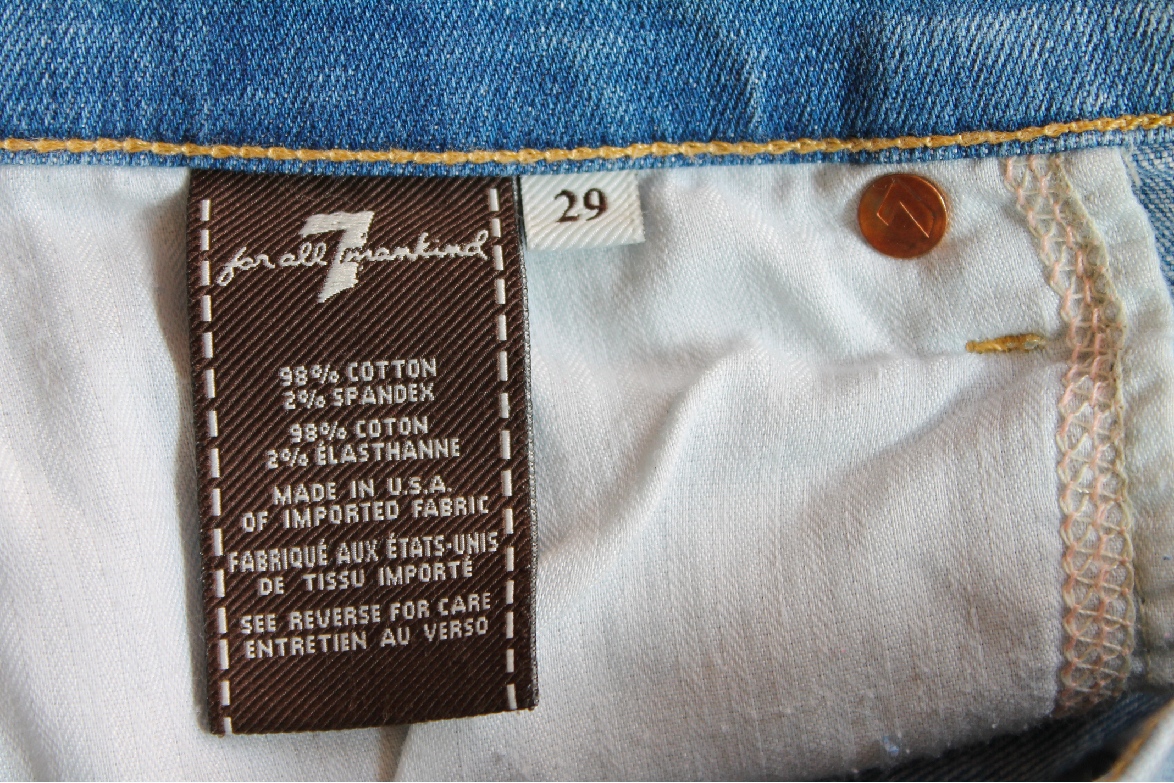 7
for all mankind
29
98% COTTON
2% SPANDEX
98% COTON
2% ÉLASTHANNE
MADE IN U.S.A.
OF IMPORTED FABRIC
FABRIQUÉ AUX ÉTATS-UNIS
DE TISSU IMPORTÉ
SEE REVERSE FOR CARE
ENTRETIEN AU VERSO
7